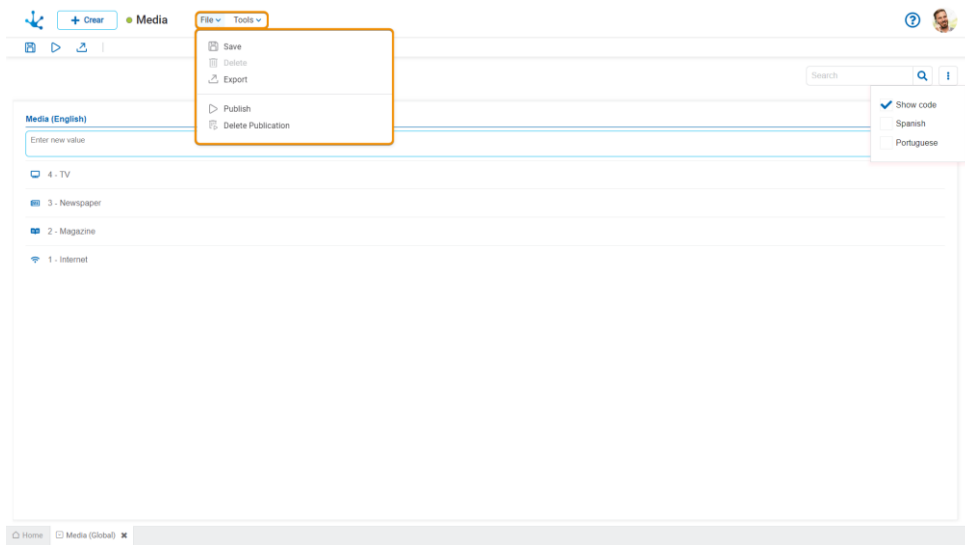 Crear
Media
File
Tools
Save
Delete
Export
Publish
Delete Publication
Search
Show code
Spanish
Portuguese
Media (English)
Enter new value
4 - TV
3 - Newspaper
2 - Magazine
1 - Internet
Home
Media (Global)